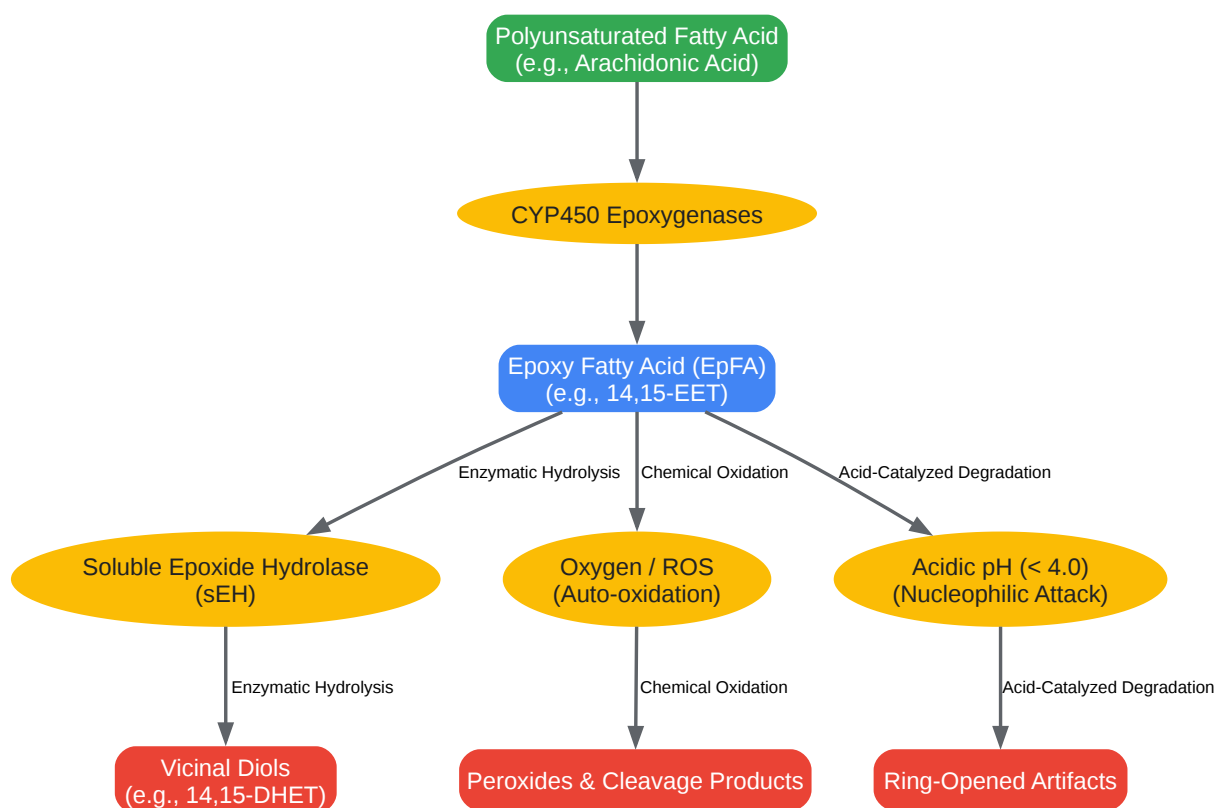 Polyunsaturated Fatty Acid
(e.g., Arachidonic Acid)
CYP450 Epoxygenases
Epoxy Fatty Acid (EpFA)
(e.g., 14,15-EET)
Enzymatic Hydrolysis
Chemical Oxidation
Acid-Catalyzed Degradation
Soluble Epoxide Hydrolase
(sEH)
Oxygen / ROS
(Auto-oxidation)
Acidic pH (< 4.0)
(Nucleophilic Attack)
Enzymatic Hydrolysis
Chemical Oxidation
Acid-Catalyzed Degradation
Vicinal Diols
(e.g., 14,15-DHET)
Peroxides & Cleavage Products
Ring-Opened Artifacts